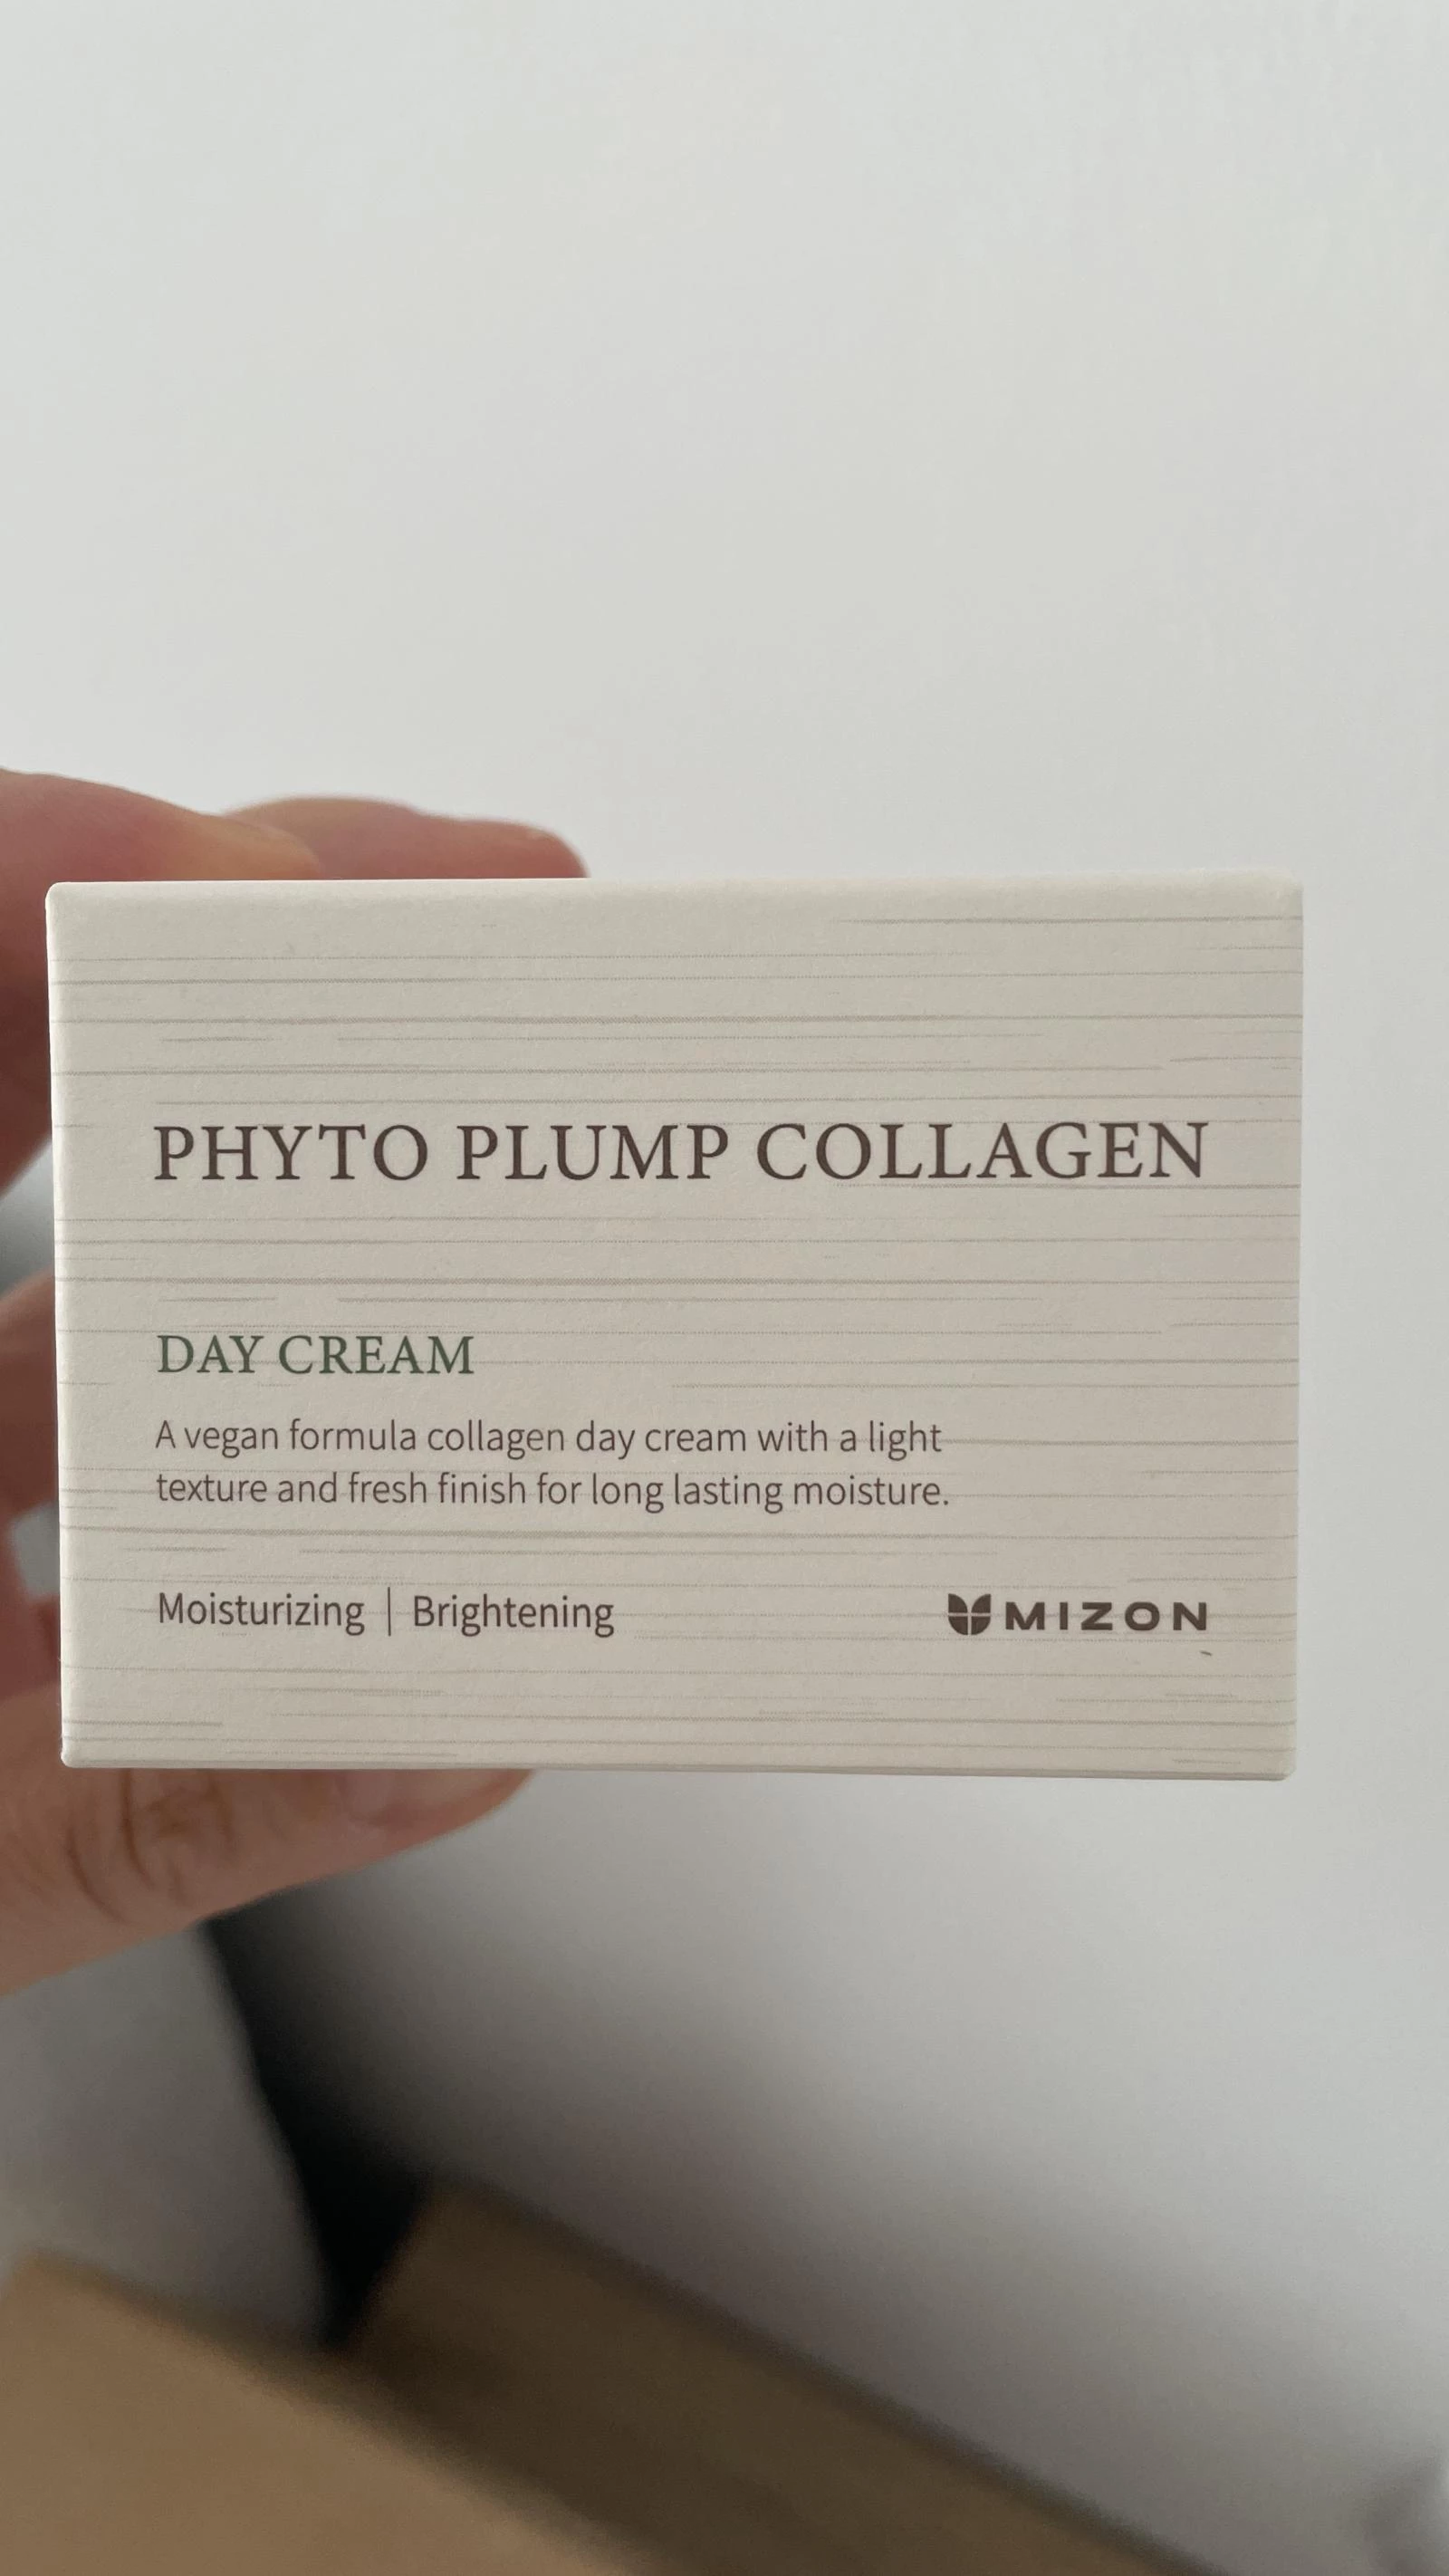 PHYTO PLUMP COLLAGEN
DAY CREAM
A vegan formula collagen day cream with a light
texture and fresh finish for long lasting moisture.
Moisturizing | Brightening
MIZON